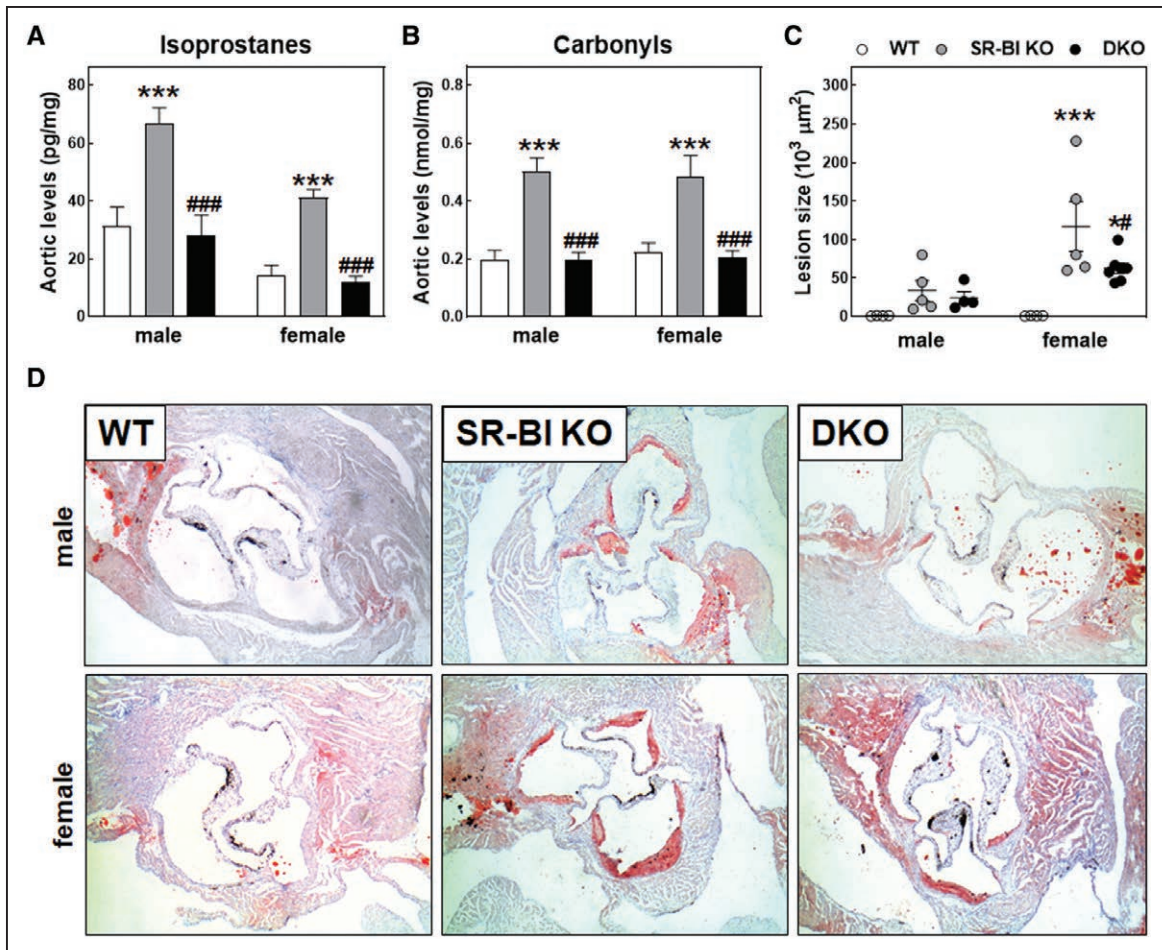 A
Isoprostanes
Aortic levels (pg/mg)
80
60
40
20
0
***
###
***
###
male
female
B
Carbonyls
Aortic levels (nmol/mg)
0.8
0.6
0.4
0.2
0.0
***
###
***
###
male
female
C
WT
SR-BI KO
DKO
Lesion size (10³ µm²)
300
250
200
150
100
50
0
***
*#
male
female
D
male
WT
SR-BI KO
DKO
female